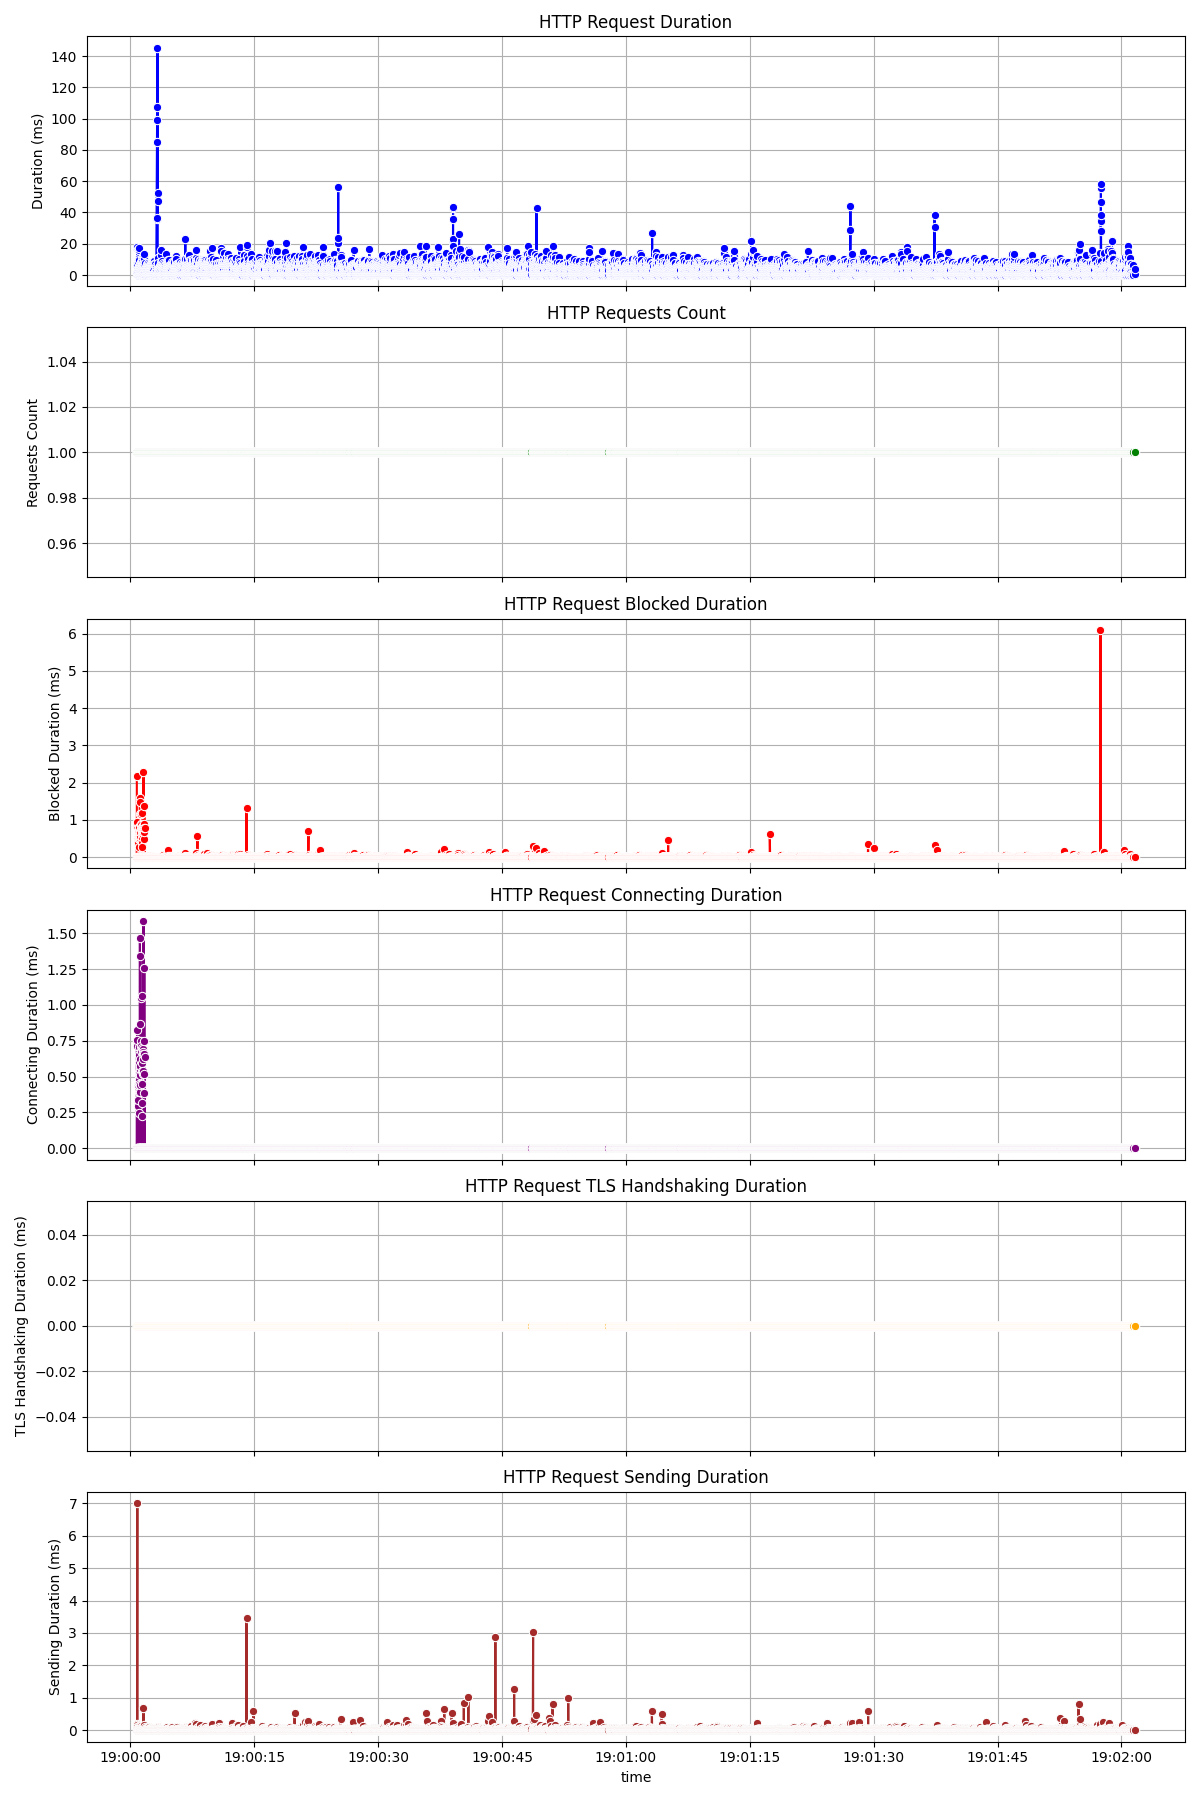 HTTP Request Duration
Duration (ms)
140
120
100
80
60
40
20
0
HTTP Requests Count
Requests Count
1.04
1.02
1.00
0.98
0.96
HTTP Request Blocked Duration
Blocked Duration (ms)
6
5
4
3
2
1
0
HTTP Request Connecting Duration
Connecting Duration (ms)
1.50
1.25
1.00
0.75
0.50
0.25
0.00
HTTP Request TLS Handshaking Duration
TLS Handshaking Duration (ms)
0.04
0.02
0.00
−0.02
−0.04
HTTP Request Sending Duration
Sending Duration (ms)
7
6
5
4
3
2
1
0
19:00:00 19:00:15 19:00:30 19:00:45 19:01:00 19:01:15 19:01:30 19:01:45 19:02:00
time